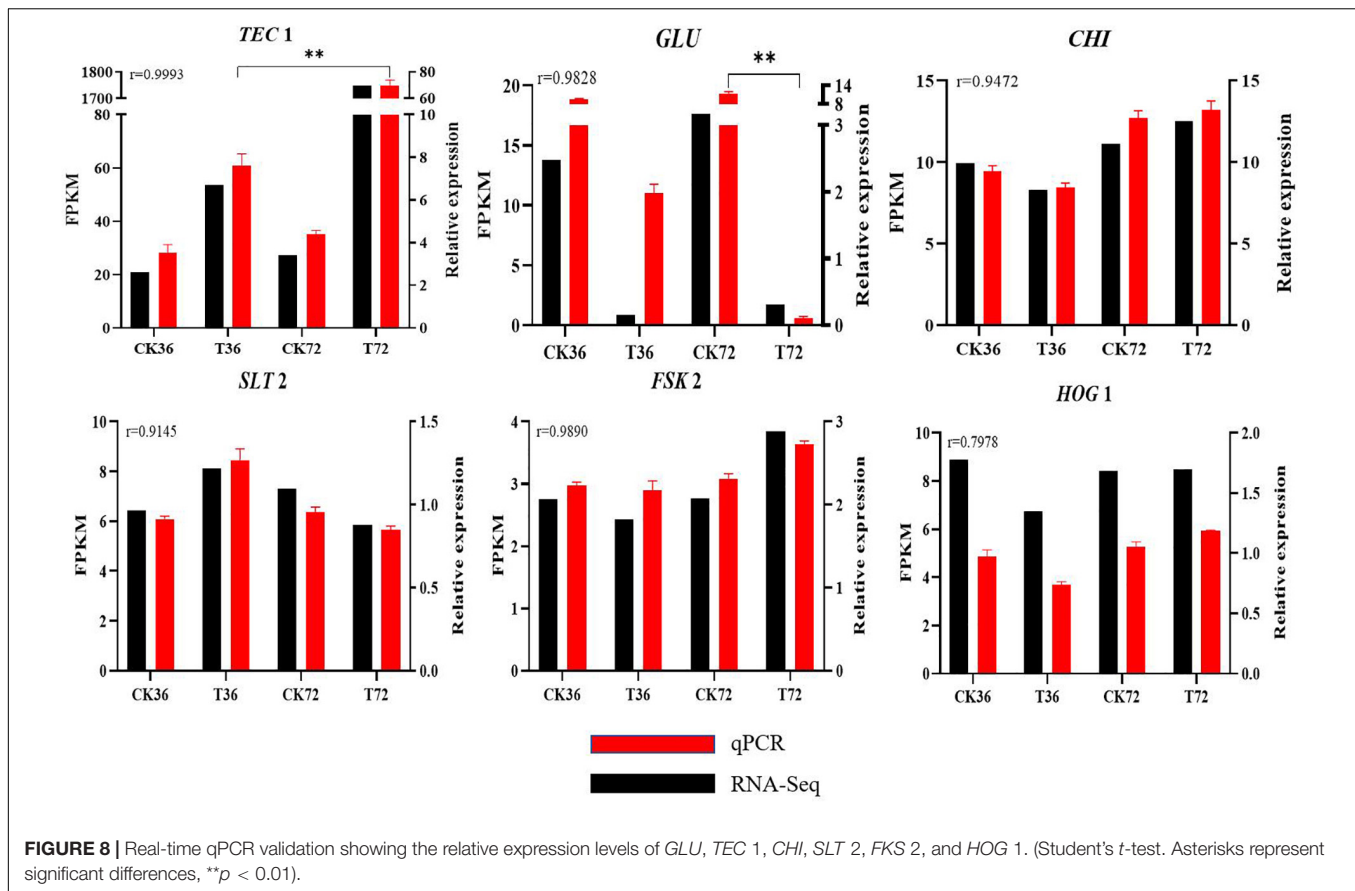 TEC 1
r=0.9993
**
1800
1700
80
60
40
20
0
FPKM
80
60
10
8
6
4
2
0
Relative expression
CK36 T36 CK72 T72
GLU
r=0.9828
**
20
15
10
5
0
FPKM
14
8
3
2
1
0
Relative expression
CK36 T36 CK72 T72
CHI
r=0.9472
15
10
5
0
FPKM
15
10
5
0
Relative expression
CK36 T36 CK72 T72
SLT 2
r=0.9145
10
8
6
4
2
0
FPKM
1.5
1.0
0.5
0.0
Relative expression
CK36 T36 CK72 T72
FSK 2
r=0.9890
4
3
2
1
0
FPKM
3
2
1
0
Relative expression
CK36 T36 CK72 T72
HOG 1
r=0.7978
10
8
6
4
2
0
FPKM
2.0
1.5
1.0
0.5
0.0
Relative expression
CK36 T36 CK72 T72
qPCR
RNA-Seq
FIGURE 8 | Real-time qPCR validation showing the relative expression levels of GLU, TEC 1, CHI, SLT 2, FKS 2, and HOG 1. (Student's t-test. Asterisks represent
significant differences, **p < 0.01).